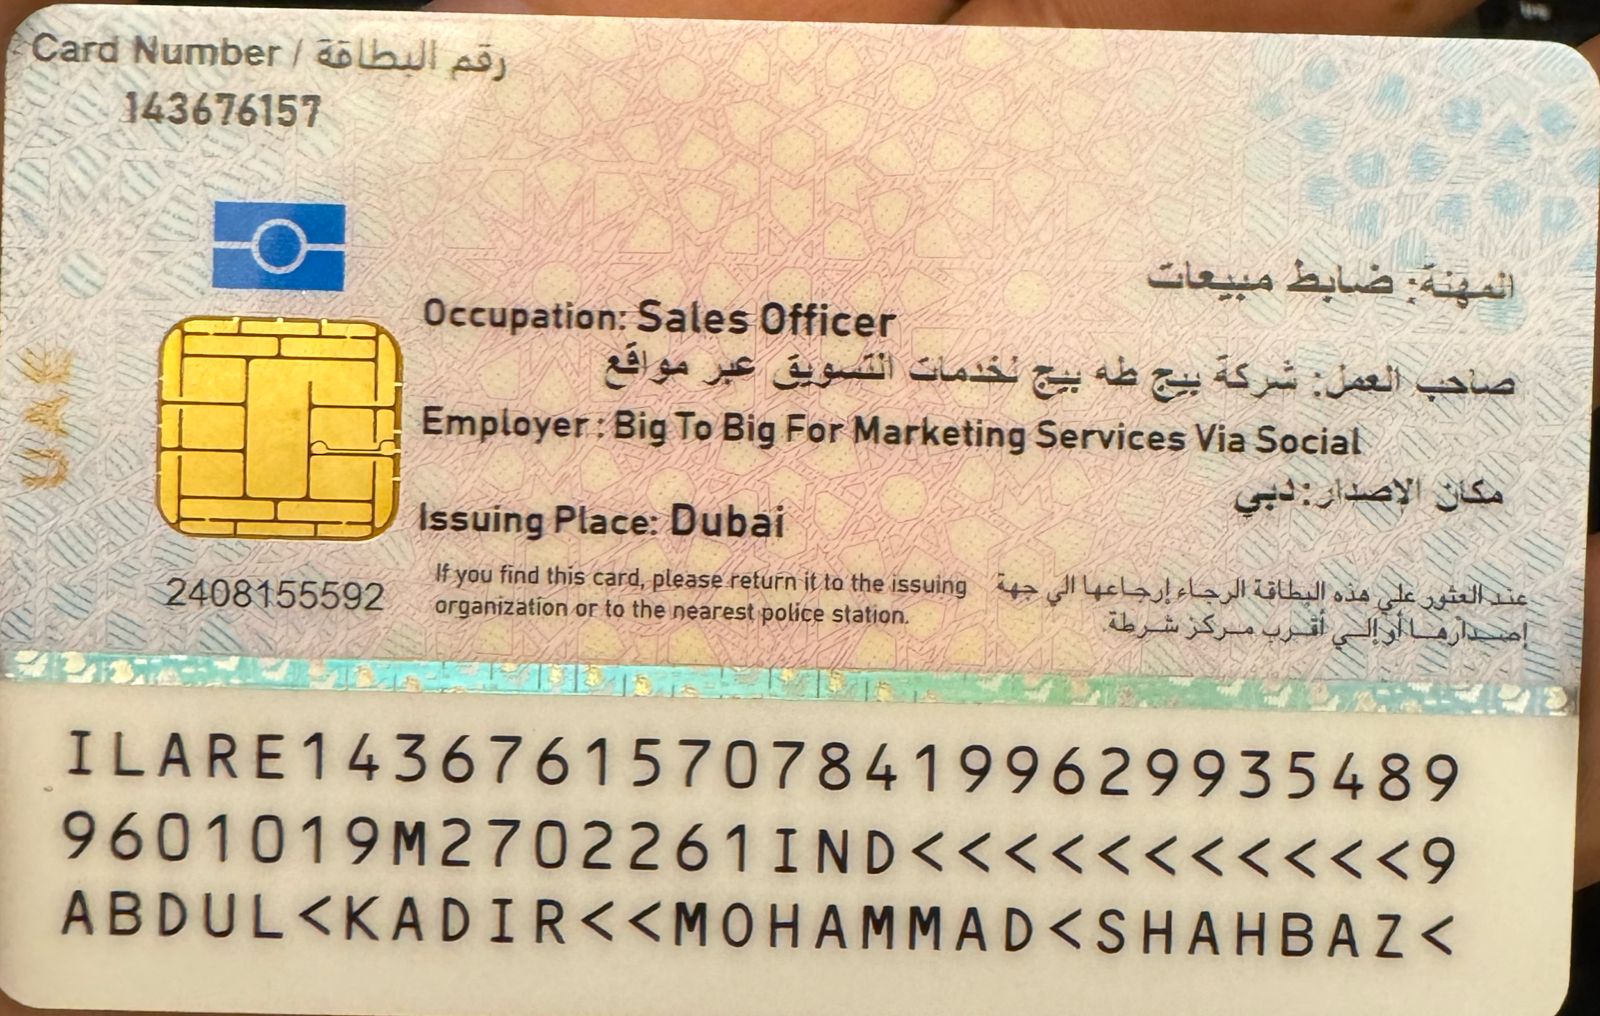 Card Number / رقم البطاقة
143676157
المهنة: ضابط مبيعات
Occupation: Sales Officer
صاحب العمل: شركة بيج طه بيج لخدمات التسويق عبر مواقع
Employer: Big To Big For Marketing Services Via Social
مكان الاصدار: دبي
Issuing Place: Dubai
UAE
2408155592
If you find this card, please return it to the issuing
organization or to the nearest police station.
عند العثور علي هذه البطاقة الرجاء إرجاعها الي جهة
إصدارها أو إلي أقرب مركز شرطة.
ILARE1436761570784199629935489
9601019M2702261IND<<<<<<<<<<<9
ABDUL<KADIR<<MOHAMMAD<SHAHBAZ<